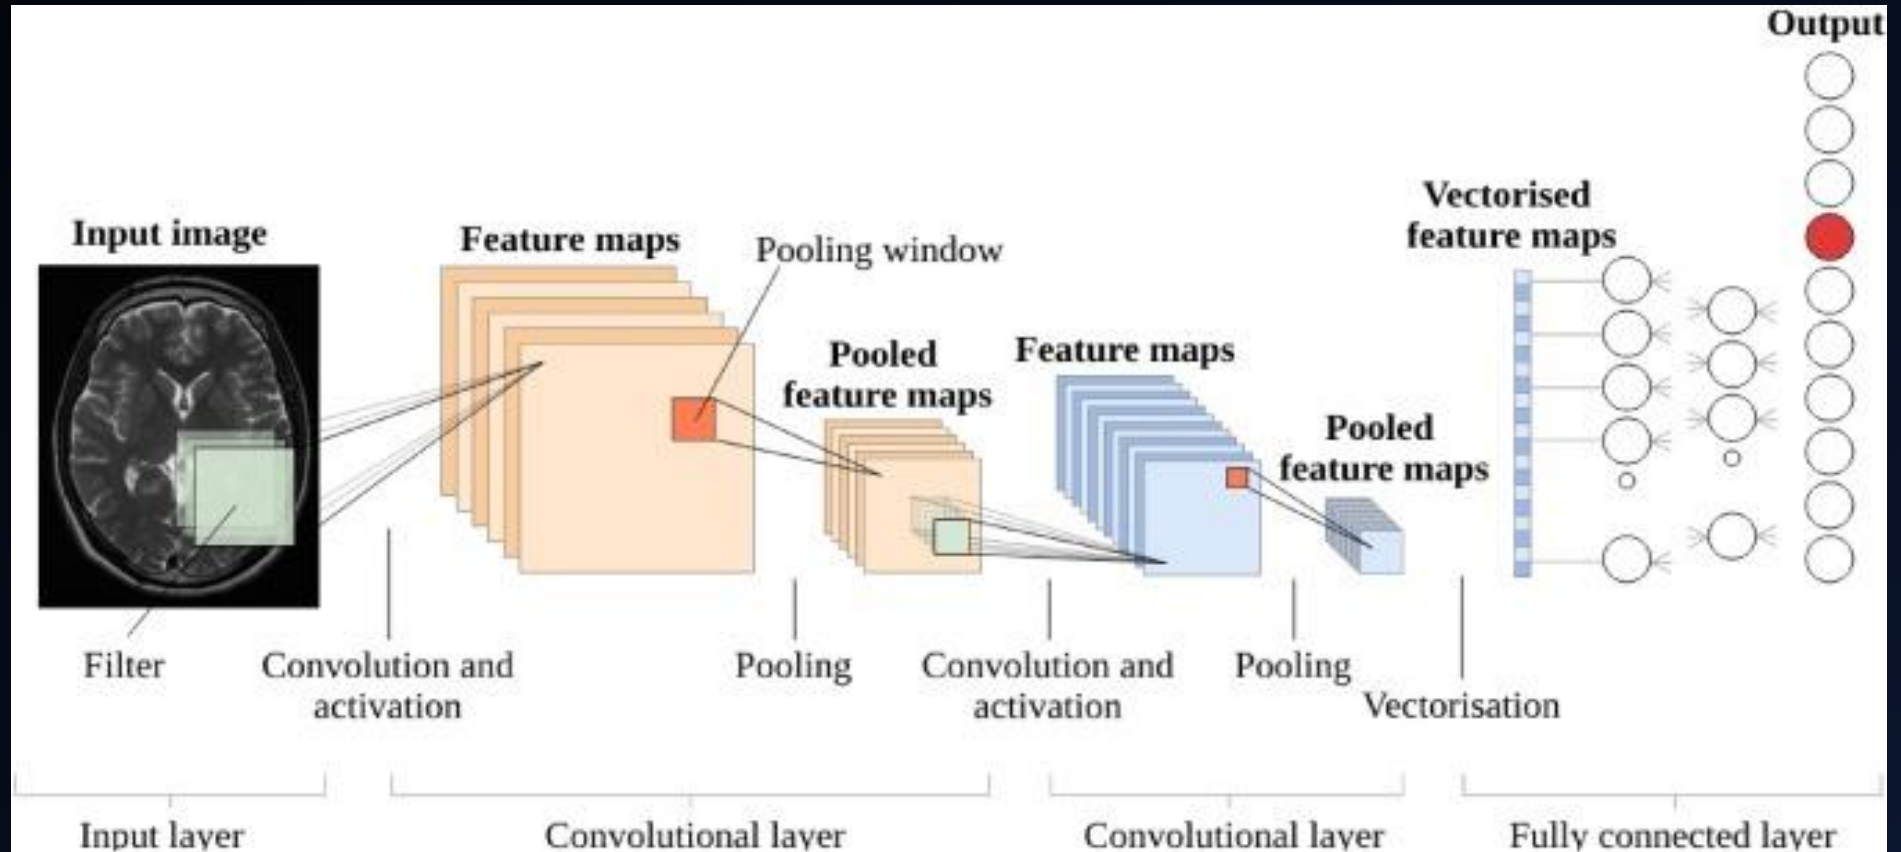 Output
Vectorised
feature maps
Input image
Feature maps
Pooling window
Pooled
feature maps
Feature maps
Pooled
feature maps
Filter
Convolution and
activation
Pooling
Convolution and
activation
Pooling
Vectorisation
Input layer
Convolutional layer
Convolutional layer
Fully connected layer